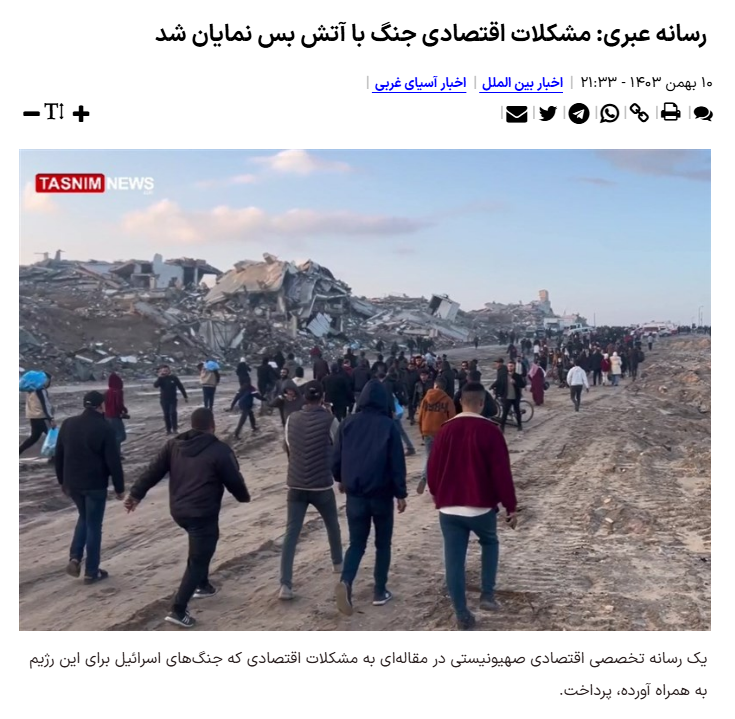 رسانه عبری: مشکلات اقتصادی جنگ با آتش بس نمایان شد
۱۰ بهمن ۱۴۰۳ - ۲۱:۳۳ | اخبار بین الملل | اخبار آسیای غربی |
T
TASNIM NEWS
یک رسانه تخصصی اقتصادی صهیونیستی در مقاله‌ای به مشکلات اقتصادی که جنگ‌های اسرائیل برای این رژیم
به همراه آورده، پرداخت.